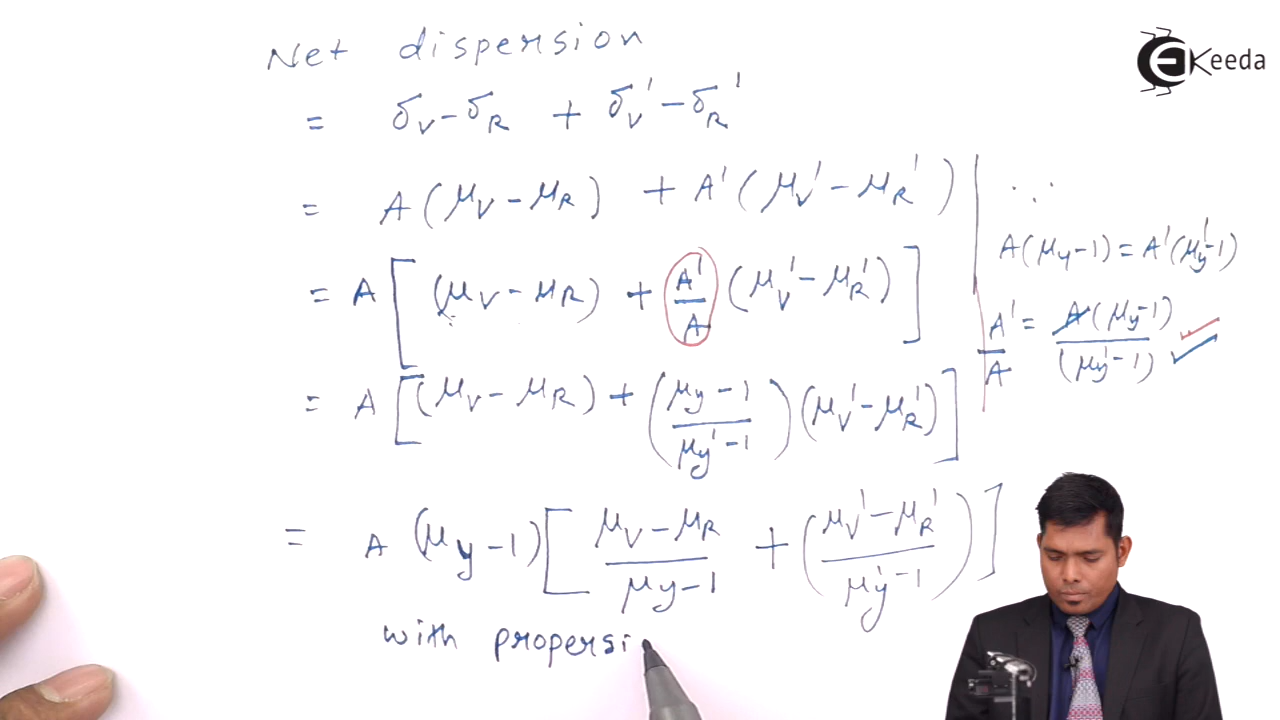 Net dispersion
EKeeda
= δV - δR + δV' - δR'
= A (μV - μR) + A' (μV' - μR')
∵
A(μy-1) = A'(μy'-1)
= A [ (μV - μR) + A'/A (μV' - μR') ]
A'/A = A(μy-1)/(μy'-1)
= A [ (μV - μR) + ( μy-1 / μy'-1 ) (μV' - μR') ]
= A (μy-1) [ μV - μR / μy-1 + ( μV' - μR' / μy'-1 ) ]
with propersi